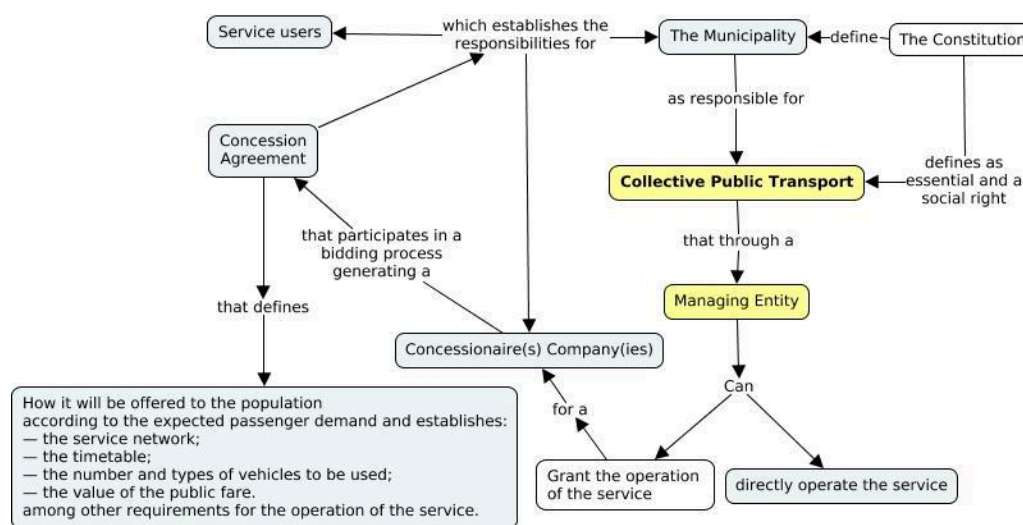 Service users
which establishes the
responsibilities for
The Municipality
define
The Constitution
as responsible for
Concession
Agreement
Collective Public Transport
defines as
essential and a
social right
that participates in a
bidding process
generating a
that through a
Managing Entity
that defines
Concessionaire(s) Company(ies)
Can
How it will be offered to the population
according to the expected passenger demand and establishes:
— the service network;
— the timetable;
— the number and types of vehicles to be used;
— the value of the public fare.
among other requirements for the operation of the service.
for a
Grant the operation
of the service
directly operate the service